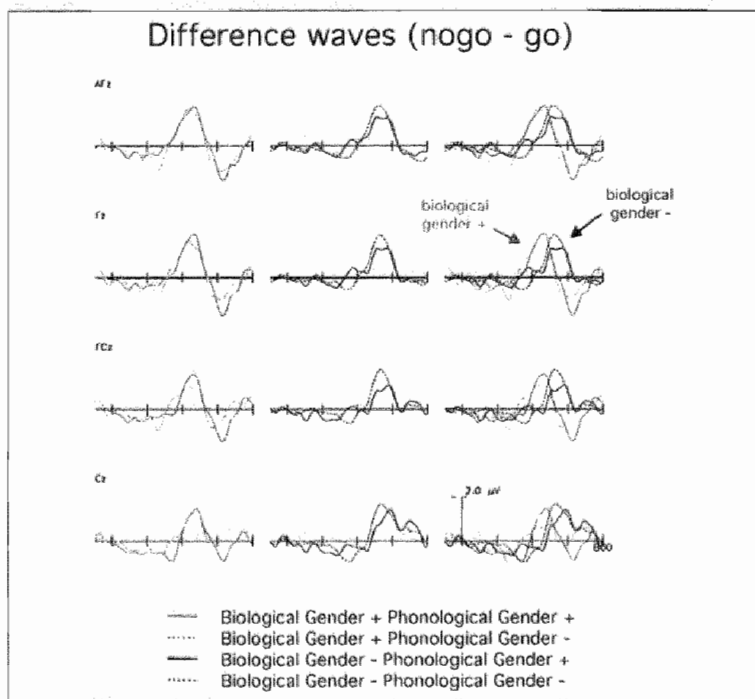 Difference waves (nogo - go)
AFz
Fz
biological
gender +
biological
gender -
FCz
Cz
2.0 µV
800
Biological Gender + Phonological Gender +
Biological Gender + Phonological Gender -
Biological Gender - Phonological Gender +
Biological Gender - Phonological Gender -